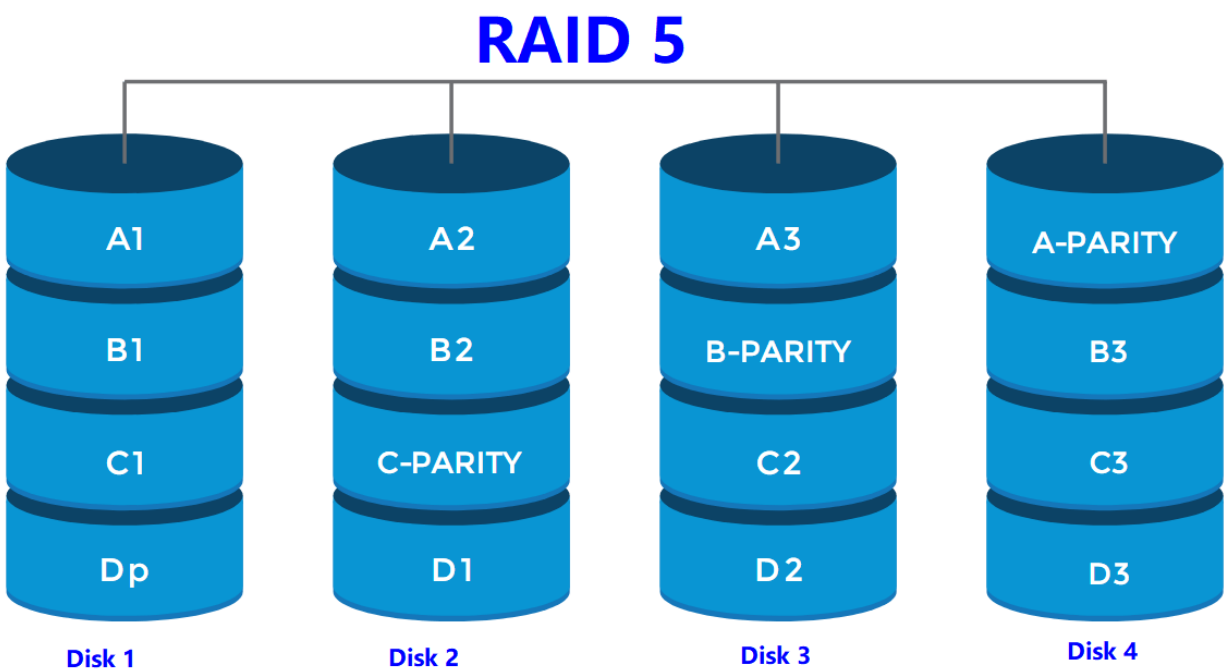 RAID 5
A1
A2
A3
A-PARITY
B1
B2
B-PARITY
B3
C1
C-PARITY
C2
C3
Dp
D1
D2
D3
Disk 1
Disk 2
Disk 3
Disk 4